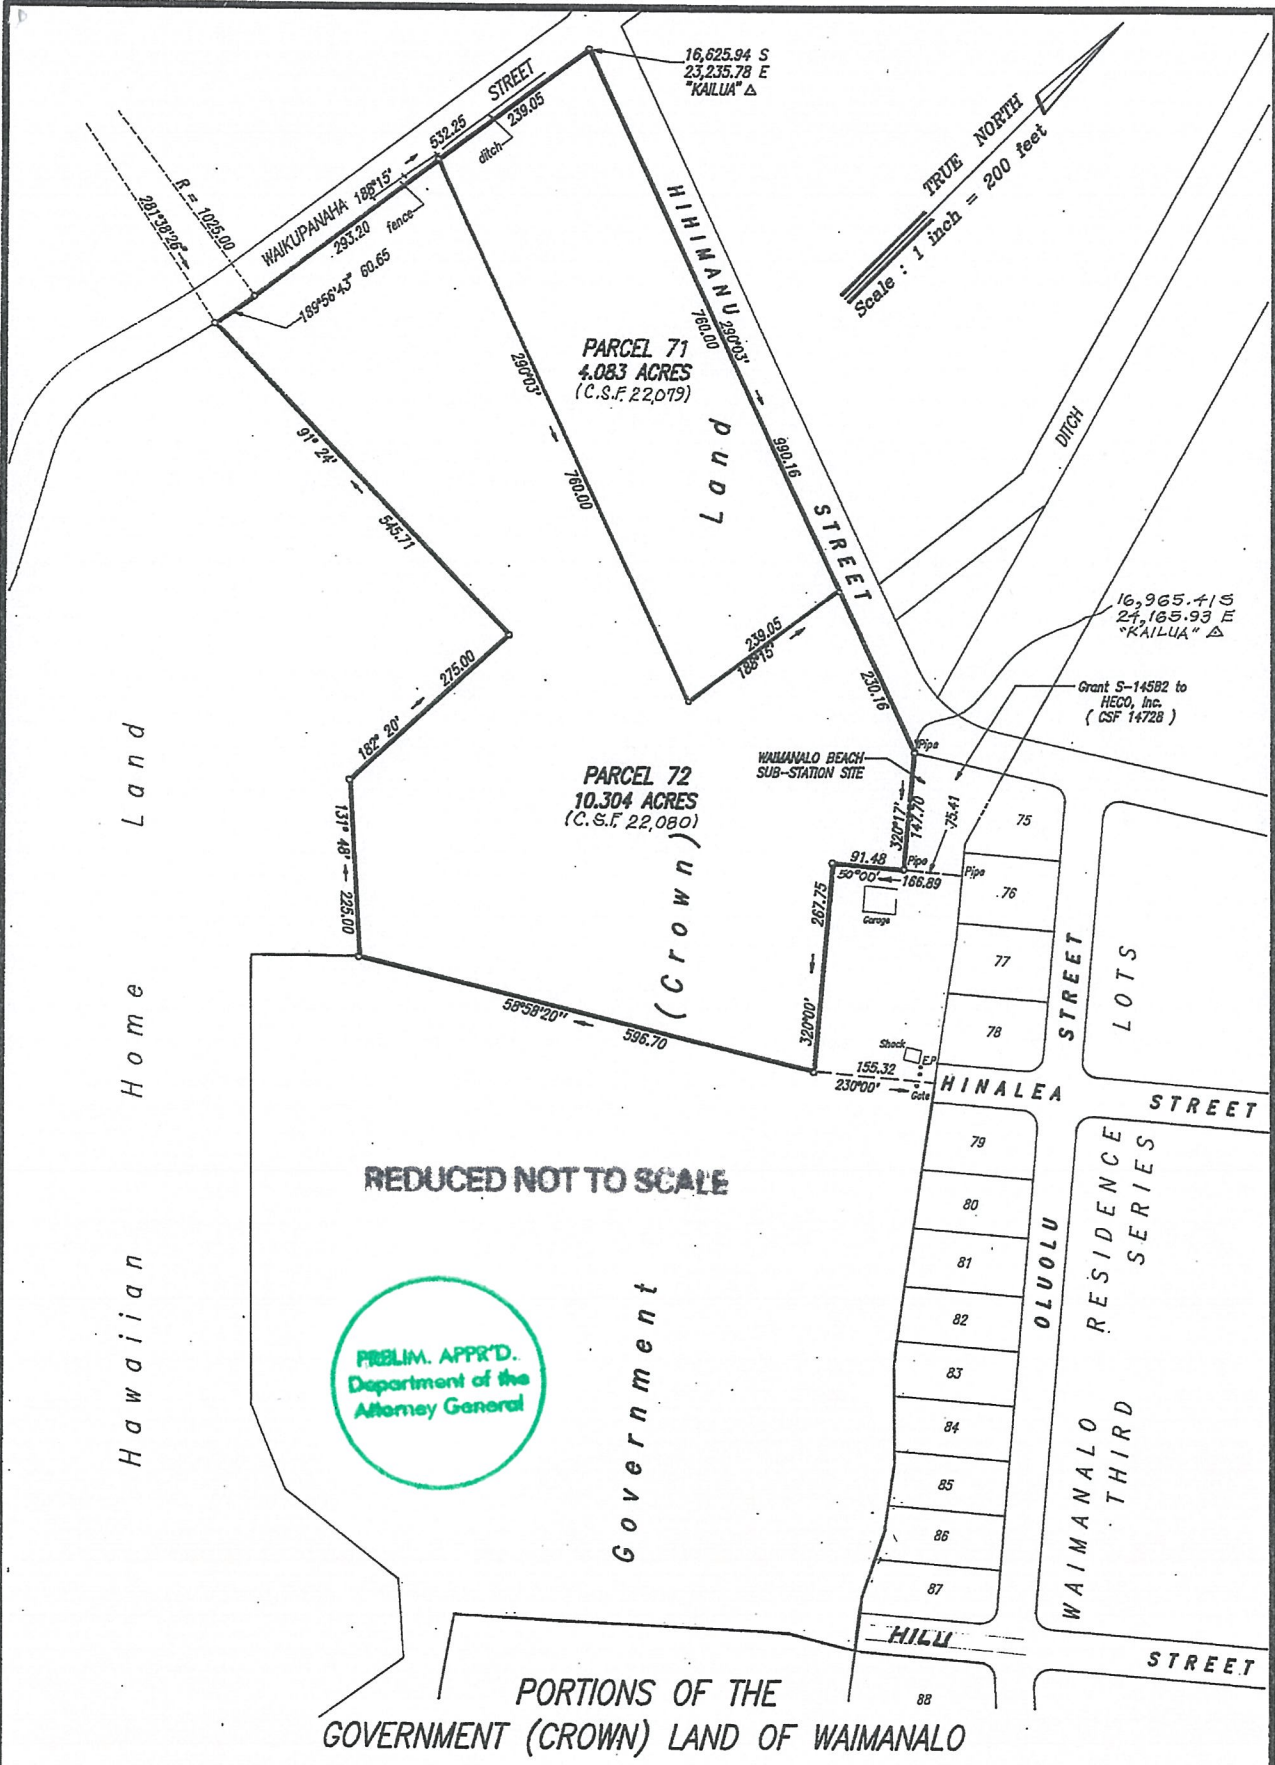 16,625.94 S
23,235.78 E
"KAILUA" △
TRUE NORTH
Scale : 1 inch = 200 feet
WAIKUPANAHA
STREET
188°15'
532.25
239.05
ditch
293.20
fence
189°56'43" 60.65
R = 1025.00
281°38'26"
HIHIMANU
STREET
290°03'
760.00
990.16
PARCEL 71
4.083 ACRES
(C.S.F. 22,079)
290°03'
760.00
Land
91° 24'
545.71
DITCH
239.05
188°15'
230.16
16,965.41 S
24,165.93 E
"KAILUA" △
Grant S-14582 to
HECO, Inc.
( CSF 14728 )
275.00
182° 20'
Pipe
WAIMANALO BEACH
SUB-STATION SITE
PARCEL 72
10.304 ACRES
(C.S.F. 22,080)
320°17'
147.70
75.41
91.48
50°00'
166.89
Pipe
Pipe
Garage
131° 48'
225.00
267.75
320°00'
(Crown)
58°58'20"
596.70
Shack
E.P.
155.32
230°00'
Gate
75
76
77
78
STREET
LOTS
HINALEA
STREET
79
80
81
82
83
84
85
86
87
88
OLUOLU
RESIDENCE
SERIES
WAIMANALO
THIRD
HILU
STREET
Hawaiian Home Land
Government
REDUCED NOT TO SCALE
PRELIM. APPR'D.
Department of the
Attorney General
PORTIONS OF THE
GOVERNMENT (CROWN) LAND OF WAIMANALO